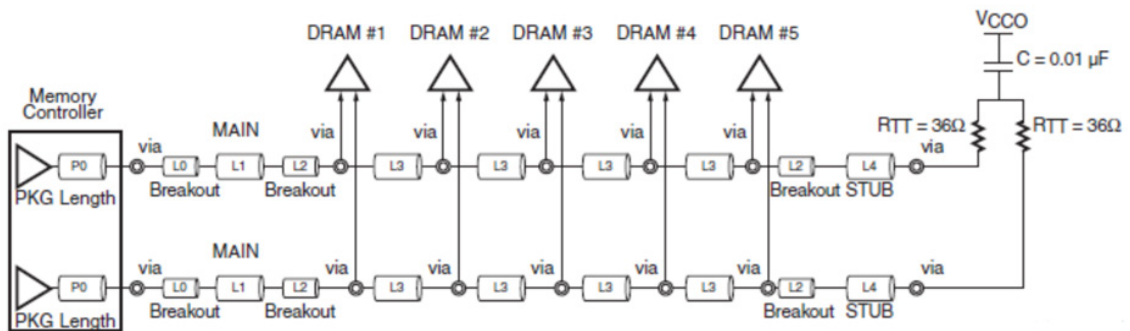 VCCO
DRAM #1 DRAM #2 DRAM #3 DRAM #4 DRAM #5
C = 0.01 µF
Memory
Controller
MAIN
via via via via via
RTT = 36Ω RTT = 36Ω
via via
P0 L0 L1 L2 L3 L3 L3 L3 L2 L4
PKG Length Breakout Breakout Breakout STUB
MAIN
via via via via via via via
P0 L0 L1 L2 L3 L3 L3 L3 L2 L4
PKG Length Breakout Breakout Breakout STUB